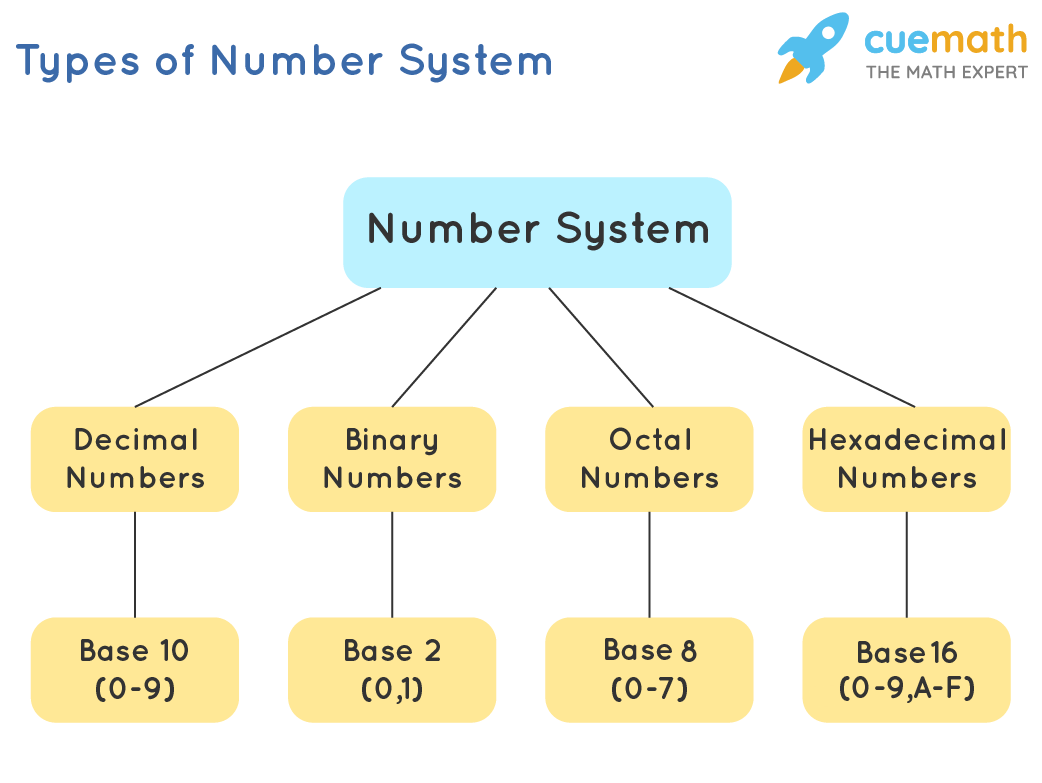 Types of Number System
cuemath
THE MATH EXPERT
Number System
Decimal
Numbers
Binary
Numbers
Octal
Numbers
Hexadecimal
Numbers
Base 10
(0-9)
Base 2
(0,1)
Base 8
(0-7)
Base 16
(0-9,A-F)